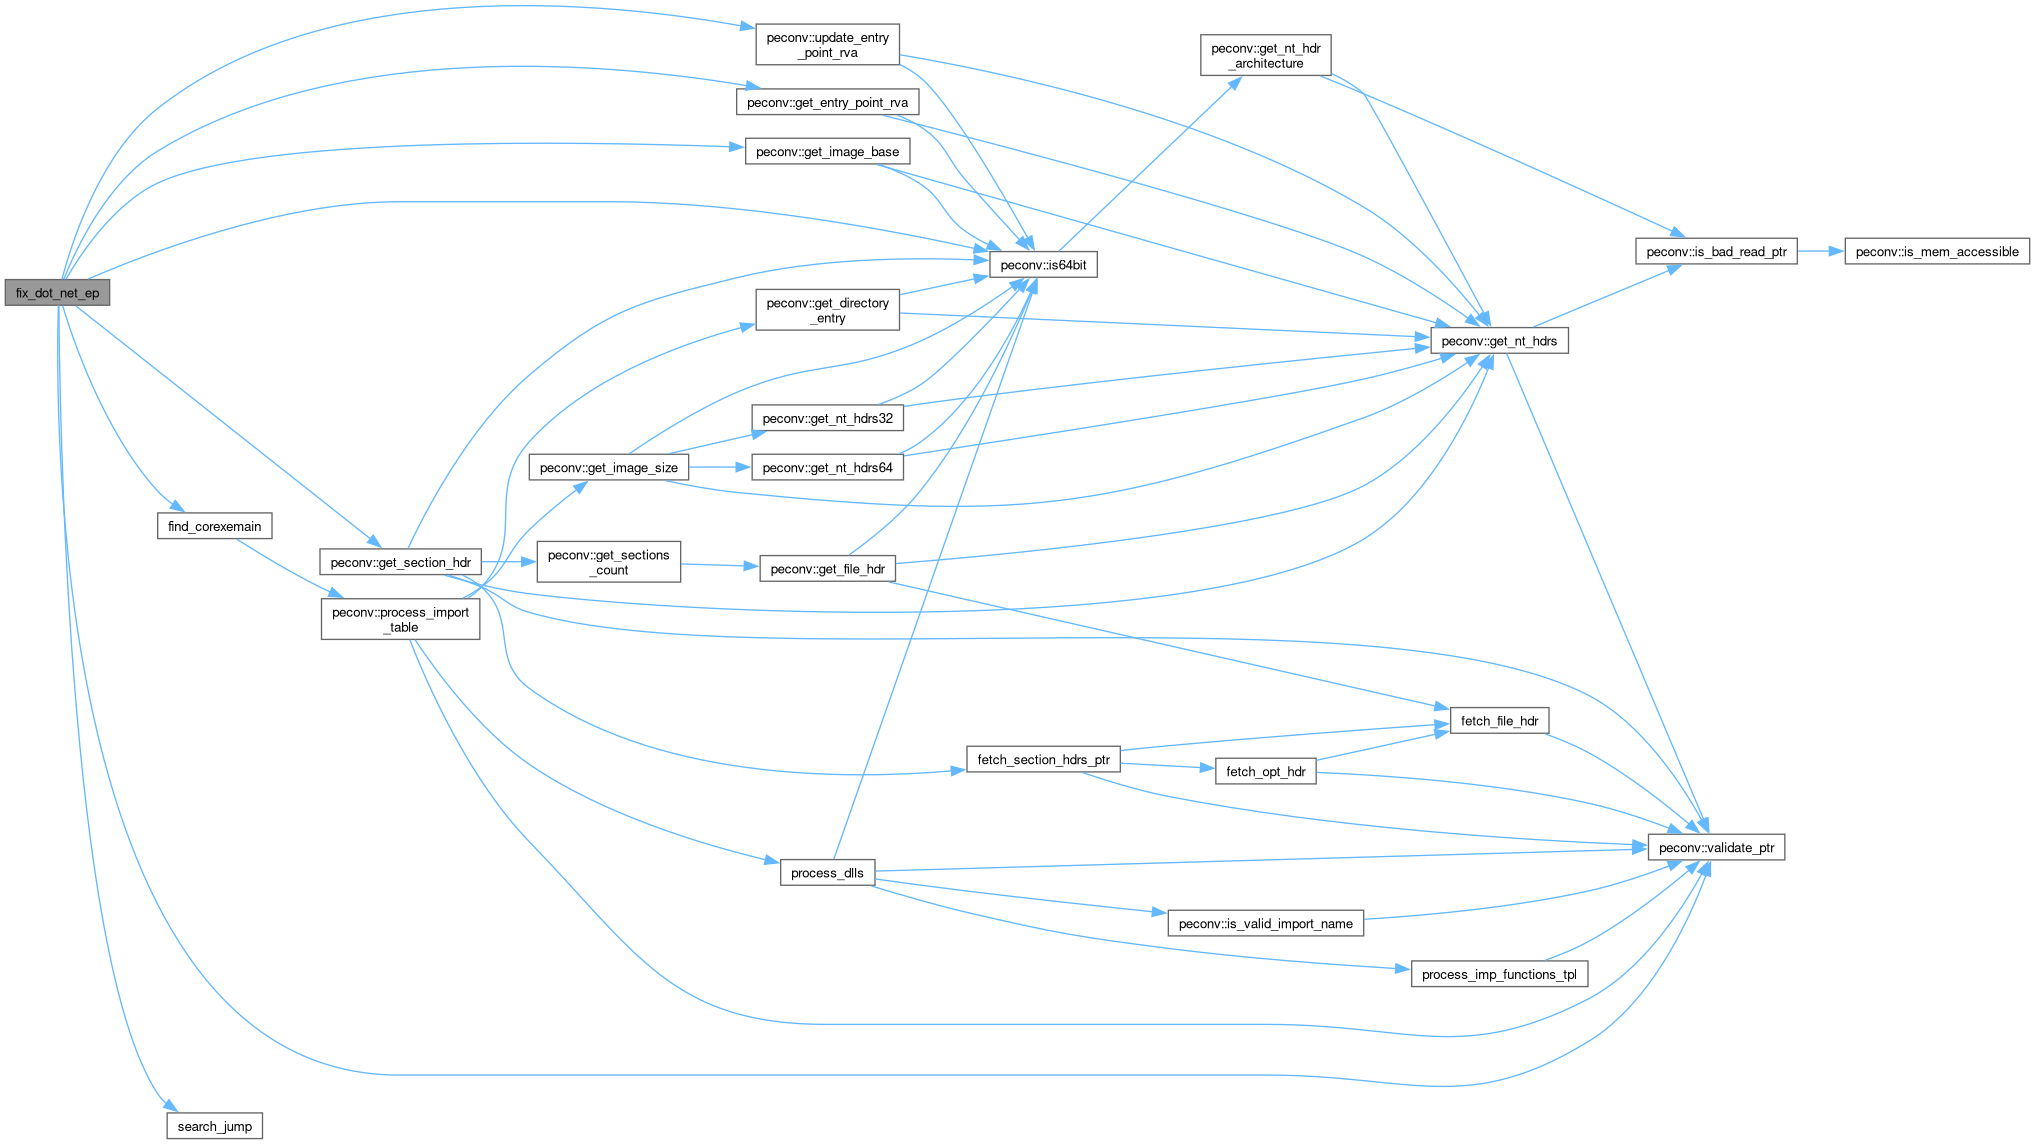 peconv::update_entry
_point_rva
peconv::get_nt_hdr
_architecture
peconv::get_entry_point_rva
peconv::get_image_base
peconv::is_bad_read_ptr
peconv::is_mem_accessible
peconv::is64bit
fix_dot_net_ep
peconv::get_directory
_entry
peconv::get_nt_hdrs
peconv::get_nt_hdrs32
peconv::get_image_size
peconv::get_nt_hdrs64
find_corexemain
peconv::get_section_hdr
peconv::get_sections
_count
peconv::get_file_hdr
peconv::process_import
_table
fetch_file_hdr
fetch_section_hdrs_ptr
fetch_opt_hdr
peconv::validate_ptr
process_dlls
peconv::is_valid_import_name
process_imp_functions_tpl
search_jump